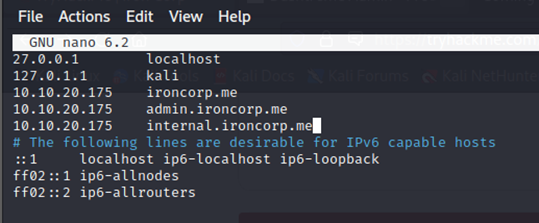 File Actions Edit View Help
GNU nano 6.2
27.0.0.1 localhost
127.0.1.1 kali
10.10.20.175 ironcorp.me
10.10.20.175 admin.ironcorp.me
10.10.20.175 internal.ironcorp.me
# The following lines are desirable for IPv6 capable hosts
::1 localhost ip6-localhost ip6-loopback
ff02::1 ip6-allnodes
ff02::2 ip6-allrouters